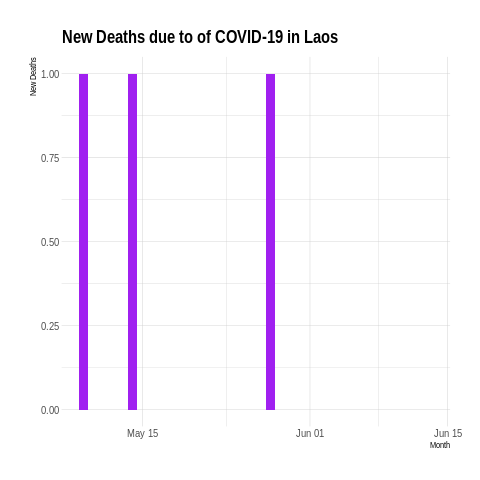 New Deaths due to of COVID-19 in Laos
New Deaths
1.00
0.75
0.50
0.25
0.00
May 15
Jun 01
Jun 15
Month